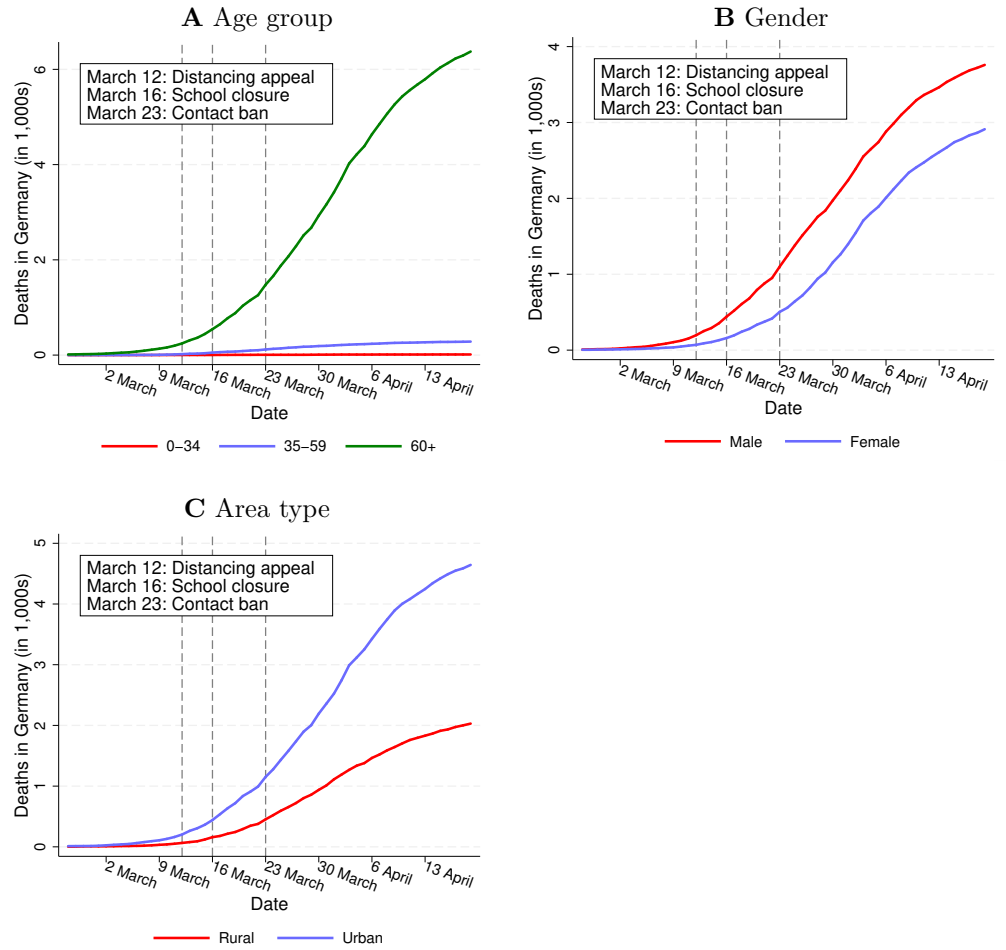 A Age group
Deaths in Germany (in 1,000s)
6
4
2
0
March 12: Distancing appeal
March 16: School closure
March 23: Contact ban
2 March
9 March
16 March
23 March
30 March
6 April
13 April
Date
0−34
35−59
60+
B Gender
Deaths in Germany (in 1,000s)
4
3
2
1
0
March 12: Distancing appeal
March 16: School closure
March 23: Contact ban
2 March
9 March
16 March
23 March
30 March
6 April
13 April
Date
Male
Female
C Area type
Deaths in Germany (in 1,000s)
5
4
3
2
1
0
March 12: Distancing appeal
March 16: School closure
March 23: Contact ban
2 March
9 March
16 March
23 March
30 March
6 April
13 April
Date
Rural
Urban